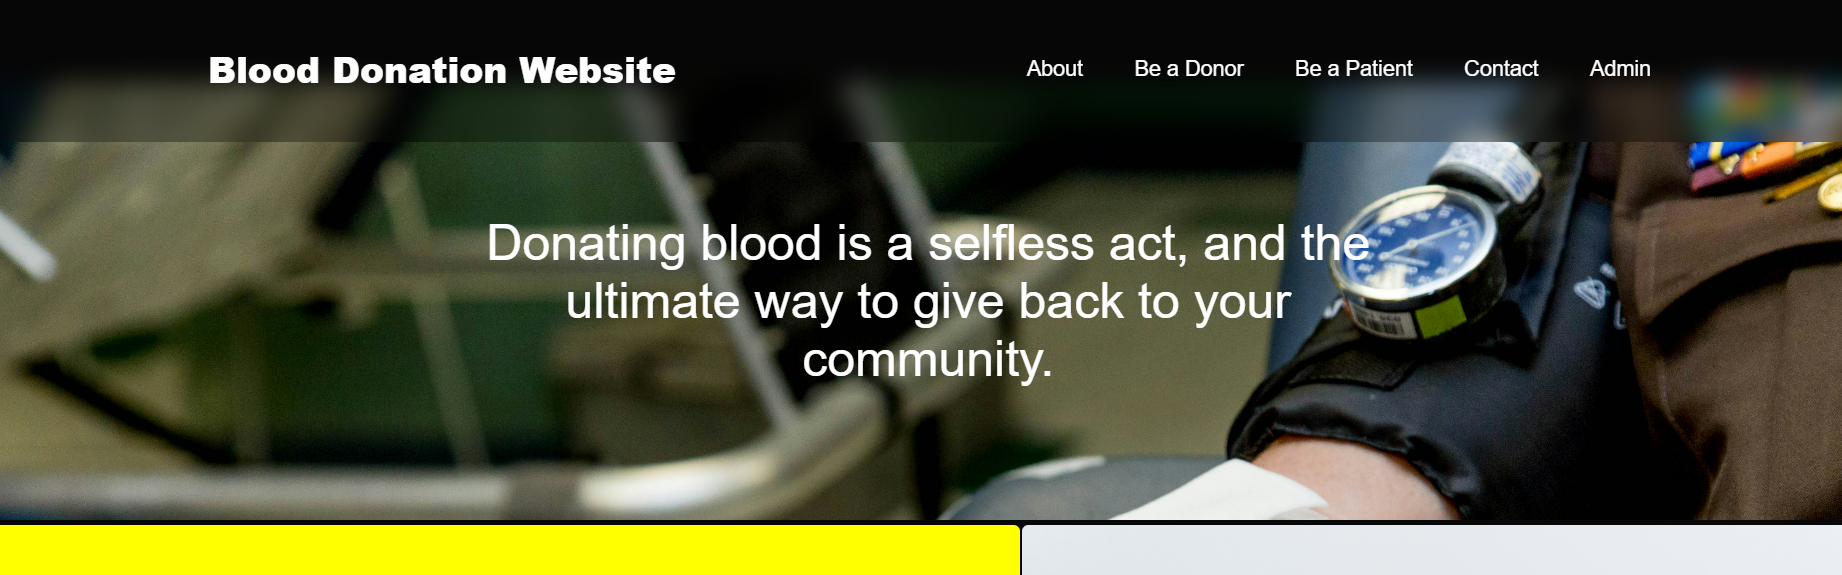 Blood Donation Website
About Be a Donor Be a Patient Contact Admin
Donating blood is a selfless act, and the
ultimate way to give back to your
community.